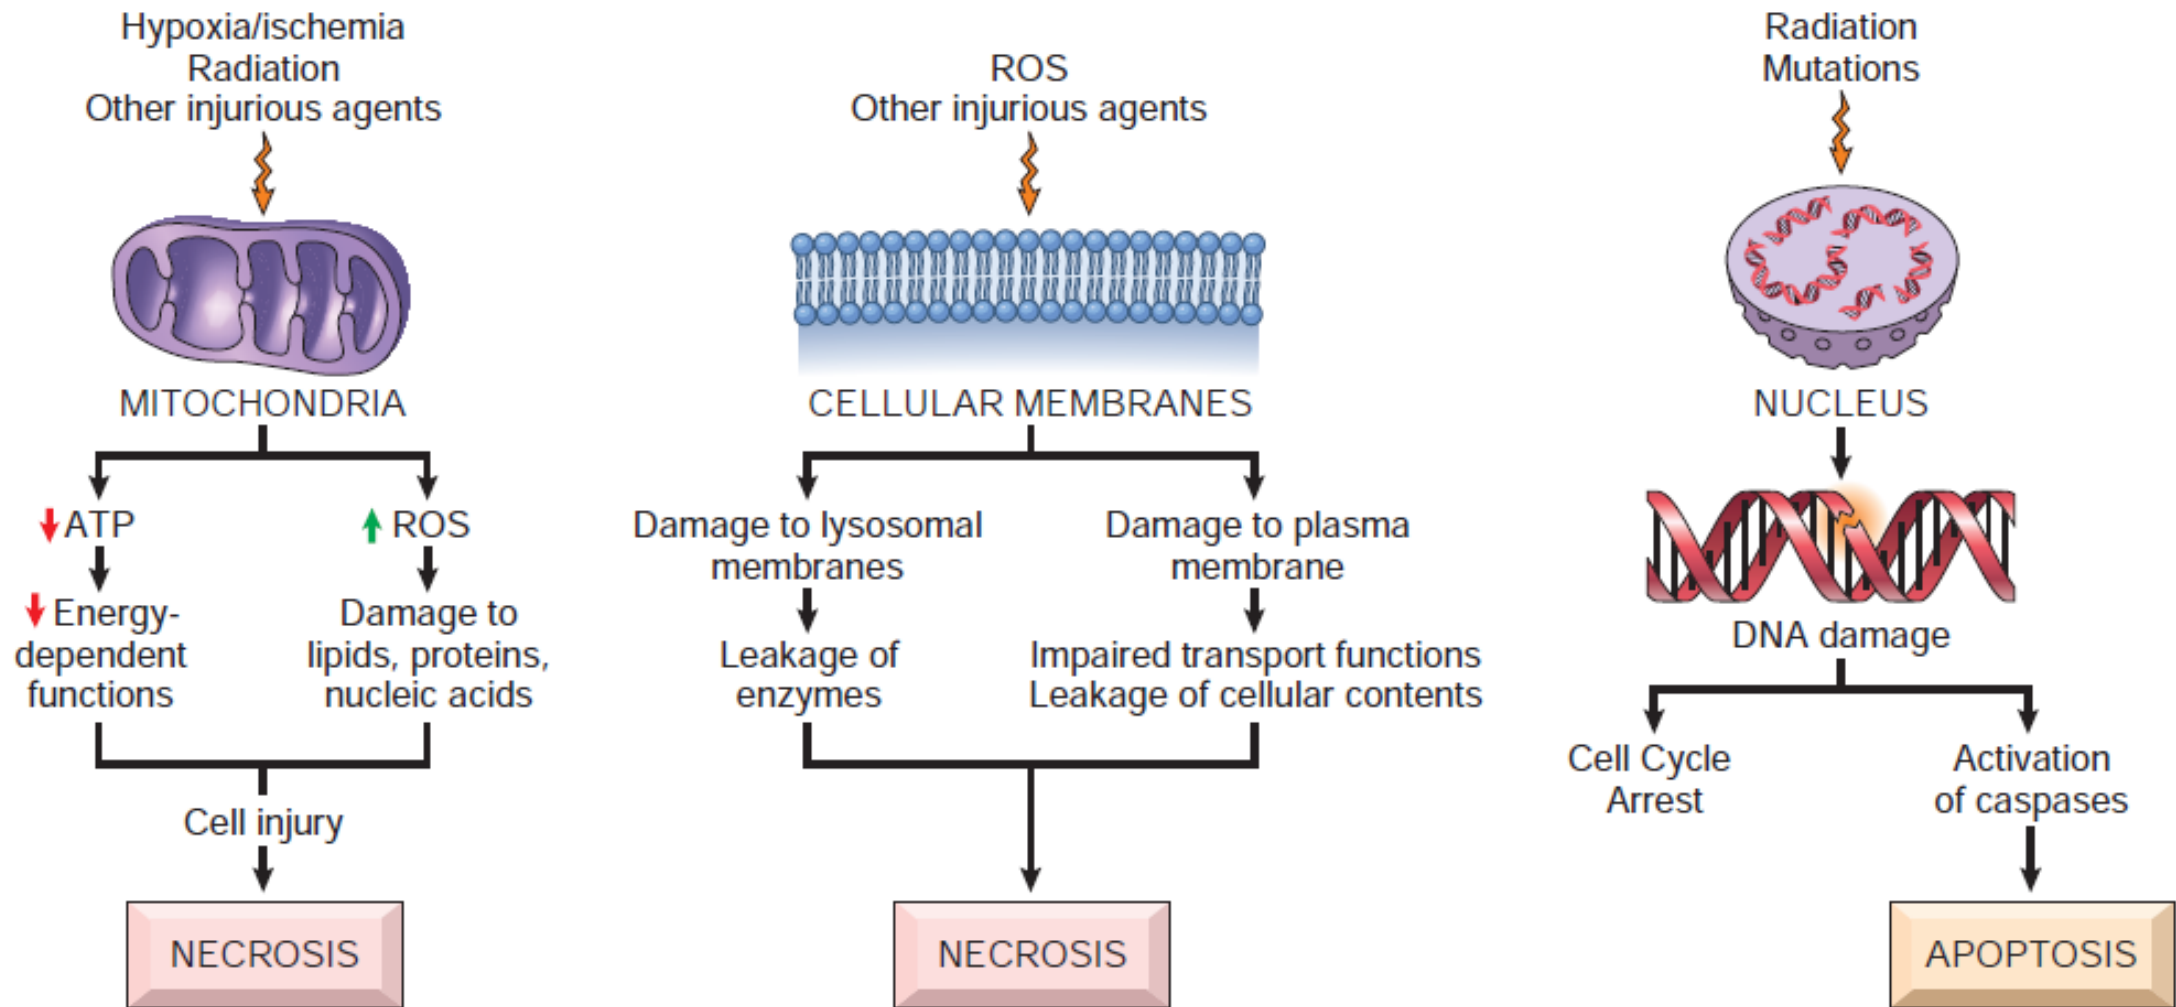 Hypoxia/ischemia
Radiation
Other injurious agents
MITOCHONDRIA
ATP
Energy-
dependent
functions
ROS
Damage to
lipids, proteins,
nucleic acids
Cell injury
NECROSIS
ROS
Other injurious agents
CELLULAR MEMBRANES
Damage to lysosomal
membranes
Leakage of
enzymes
Damage to plasma
membrane
Impaired transport functions
Leakage of cellular contents
NECROSIS
Radiation
Mutations
NUCLEUS
DNA damage
Cell Cycle
Arrest
Activation
of caspases
APOPTOSIS